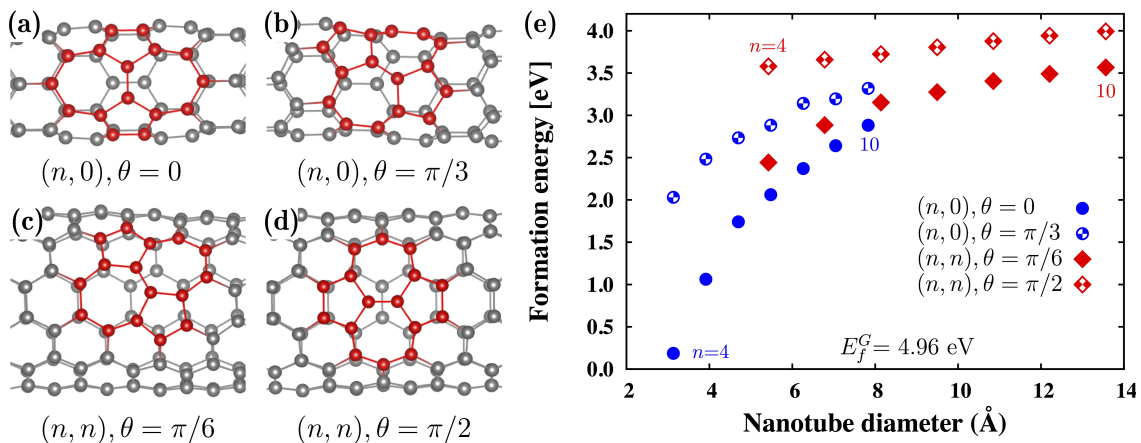 (a)
(b)
(n, 0), θ = 0
(n, 0), θ = π/3
(c)
(d)
(n, n), θ = π/6
(n, n), θ = π/2
(e)
Formation energy [eV]
4.0
3.5
3.0
2.5
2.0
1.5
1.0
0.5
0.0
n=4
10
10
n=4
(n, 0), θ = 0
(n, 0), θ = π/3
(n, n), θ = π/6
(n, n), θ = π/2
E_f^G = 4.96 eV
2 4 6 8 10 12 14
Nanotube diameter (Å)